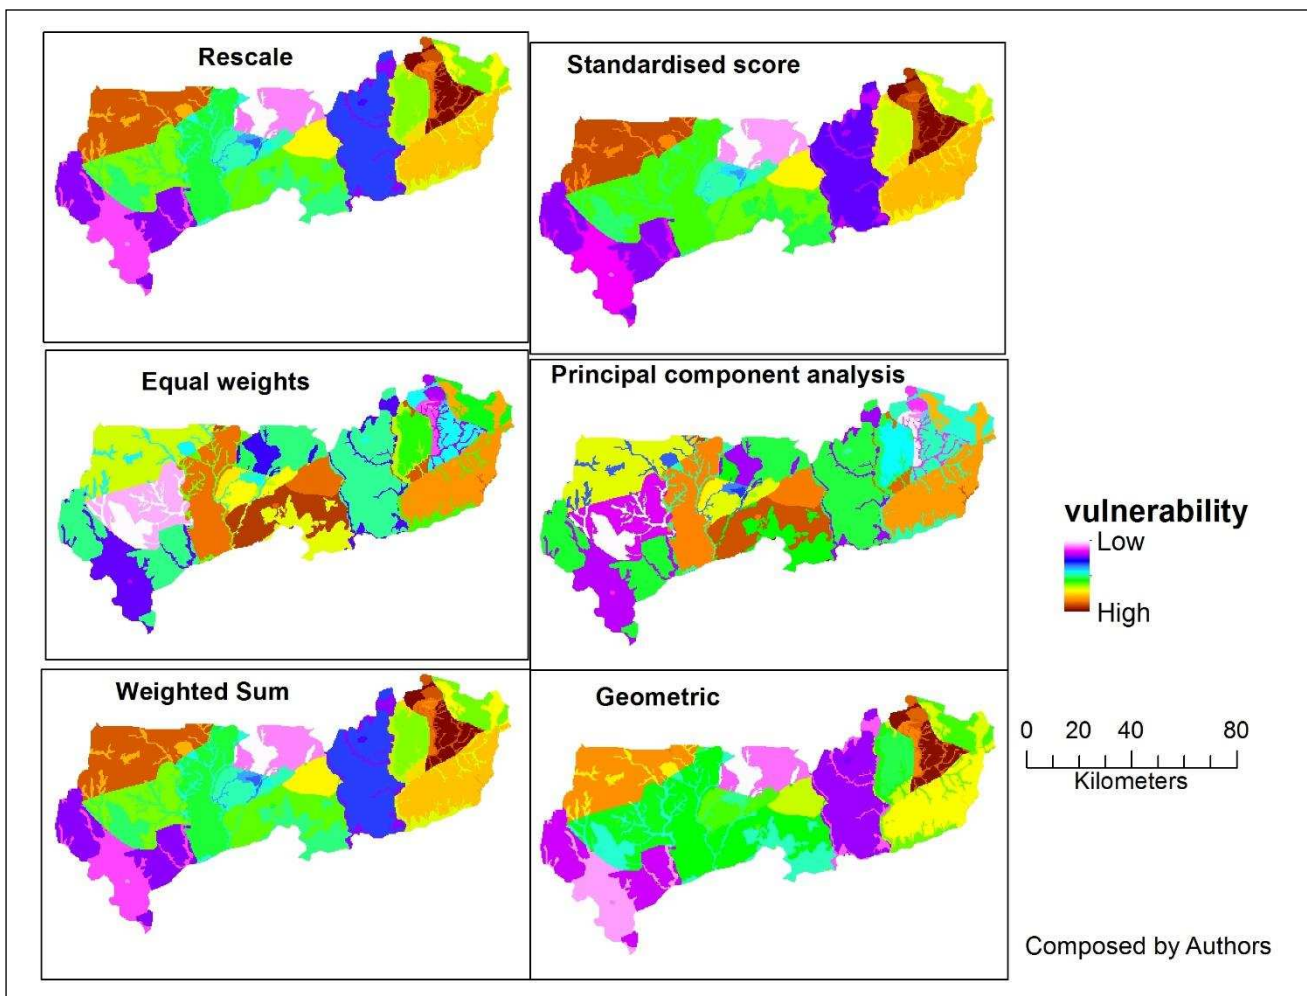 Rescale
Standardised score
Equal weights
Principal component analysis
Weighted Sum
Geometric
vulnerability
Low
High
0 20 40 80
Kilometers
Composed by Authors